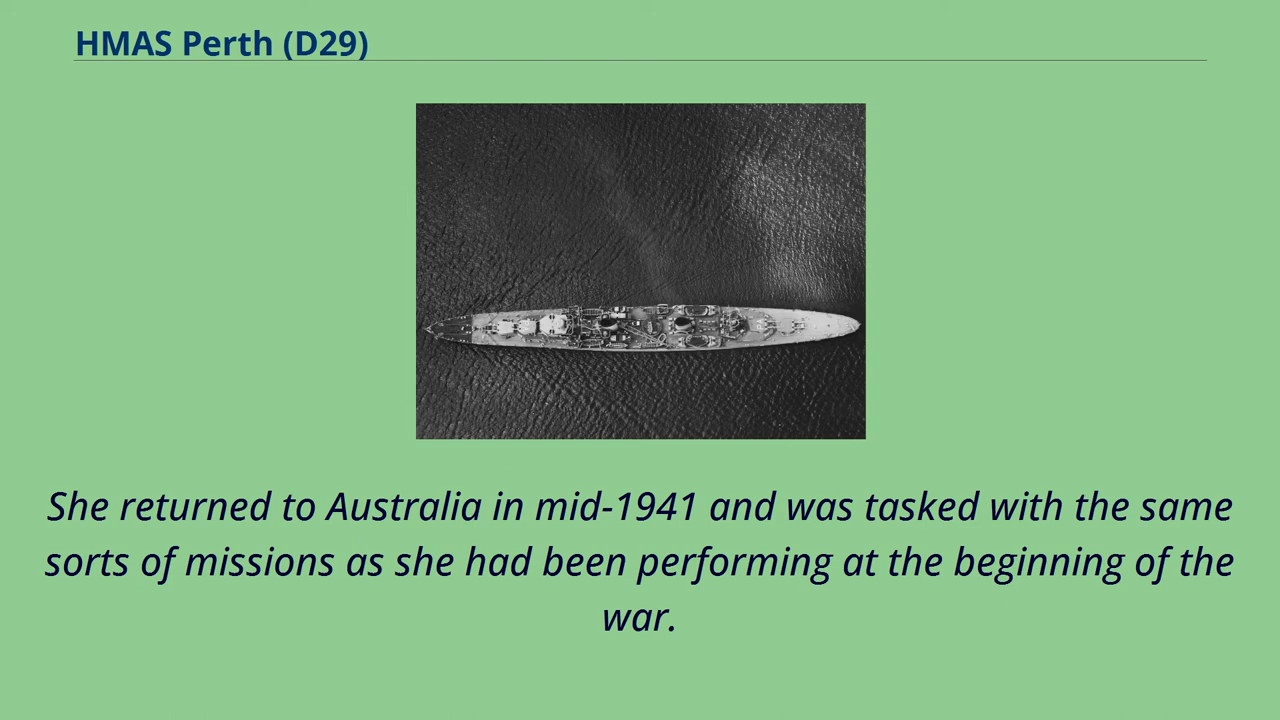 HMAS Perth (D29)
She returned to Australia in mid-1941 and was tasked with the same
sorts of missions as she had been performing at the beginning of the
war.